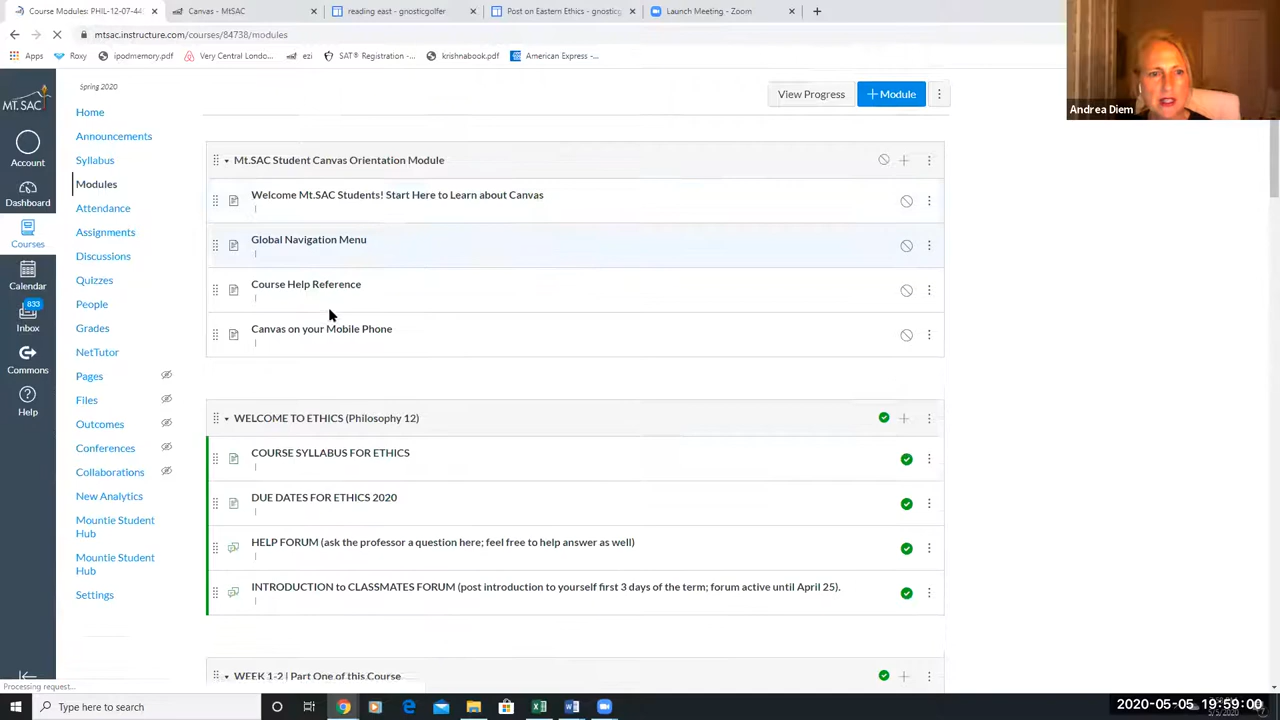 Course Modules: PHIL-12-07-44
Canvas - MtSAC
reading east - gnosticgolfer
Post on Eastern Ethics - gnosticg
Launch Meeting - Zoom
mtsac.instructure.com/courses/84738/modules
Apps
Roxy
ipodmemory.pdf
Very Central London...
ezi
SAT® Registration -...
krishnabook.pdf
American Express -...
Andrea Diem
MT.SAC
Account
Dashboard
Courses
Calendar
833
Inbox
Commons
Help
Spring 2020
Home
Announcements
Syllabus
Modules
Attendance
Assignments
Discussions
Quizzes
People
Grades
NetTutor
Pages
Files
Outcomes
Conferences
Collaborations
New Analytics
Mountie Student
Hub
Mountie Student
Hub
Settings
View Progress
+ Module
Mt.SAC Student Canvas Orientation Module
Welcome Mt.SAC Students! Start Here to Learn about Canvas
Global Navigation Menu
Course Help Reference
Canvas on your Mobile Phone
WELCOME TO ETHICS (Philosophy 12)
COURSE SYLLABUS FOR ETHICS
DUE DATES FOR ETHICS 2020
HELP FORUM (ask the professor a question here; feel free to help answer as well)
INTRODUCTION to CLASSMATES FORUM (post introduction to yourself first 3 days of the term; forum active until April 25).
WEEK 1-2 | Part One of this Course
Processing request...
Type here to search
2020-05-05 19:59:00